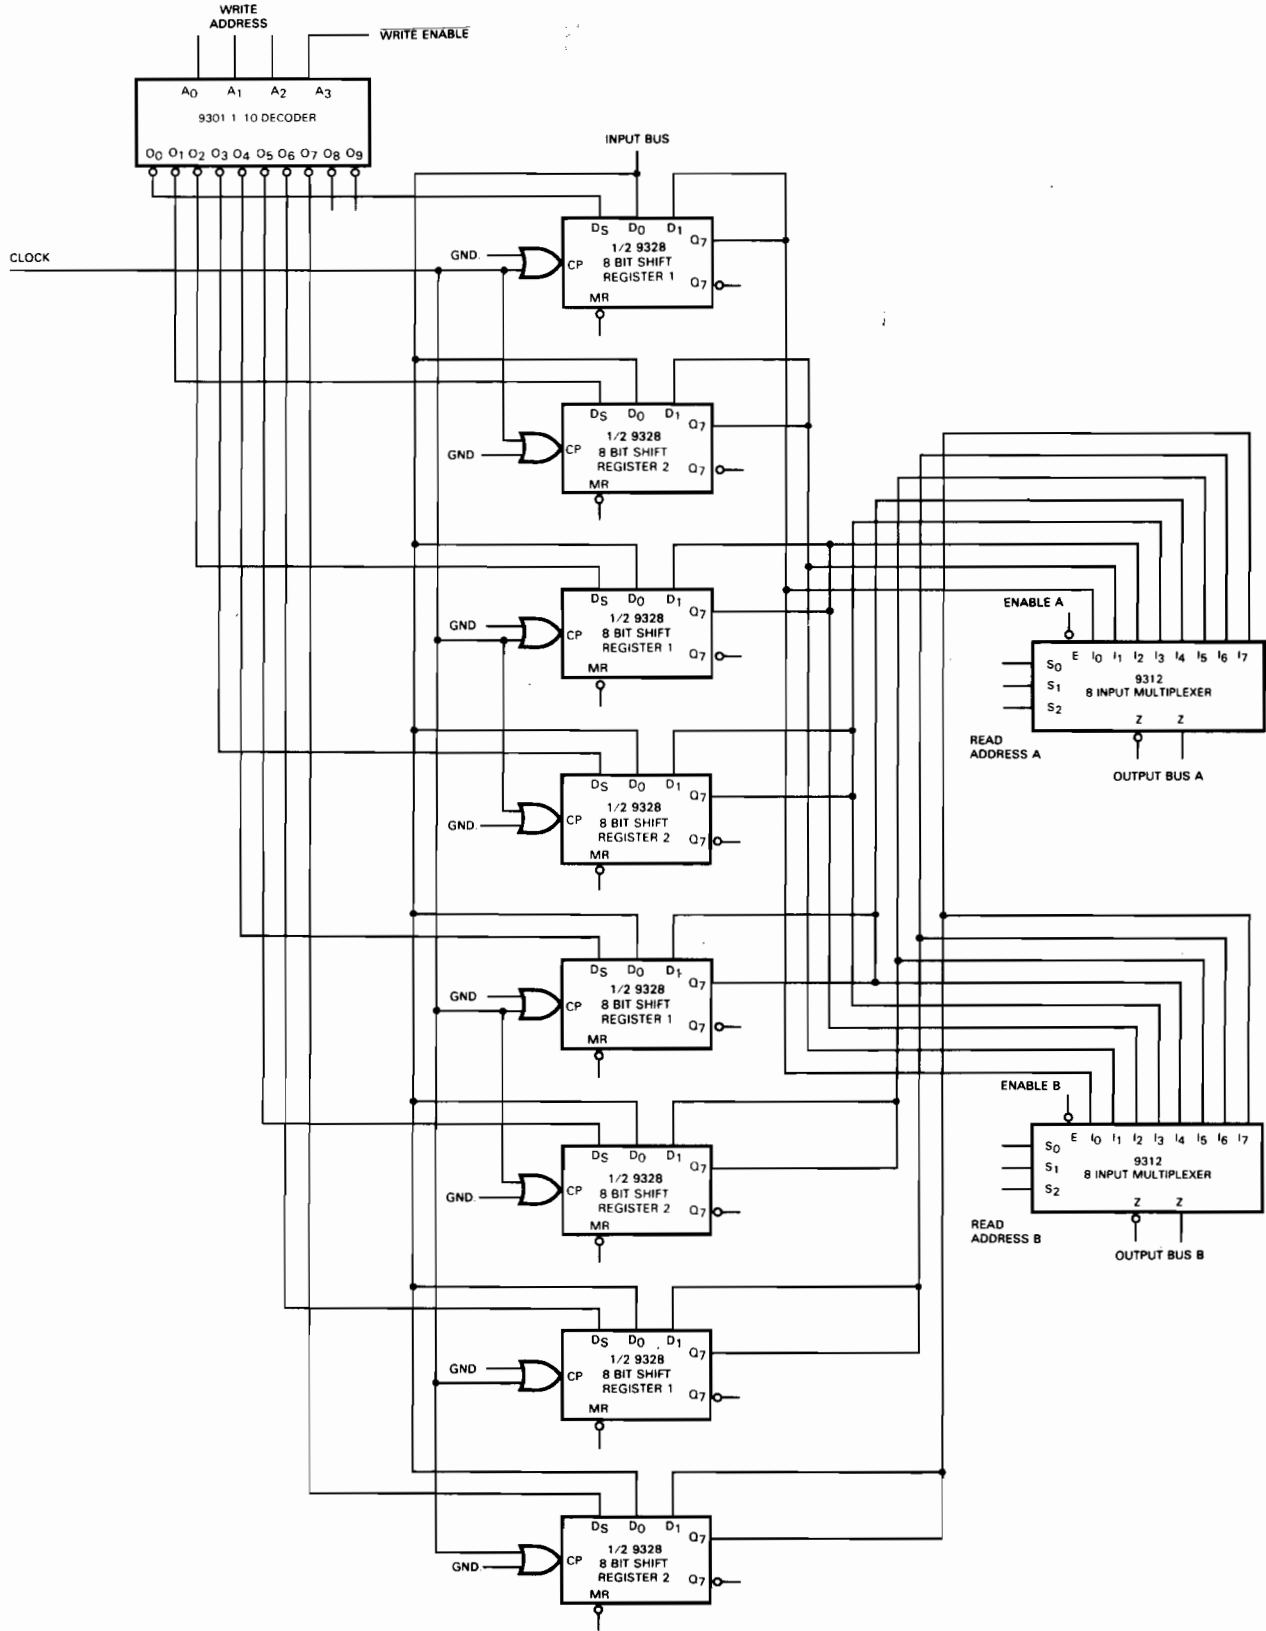 WRITE
ADDRESS
WRITE ENABLE
A0 A1 A2 A3
9301 1 10 DECODER
O0 O1 O2 O3 O4 O5 O6 O7 O8 O9
INPUT BUS
CLOCK
GND.
DS D0 D1
Q7
1/2 9328
8 BIT SHIFT
REGISTER 1
CP
Q7
MR
GND
DS D0 D1
Q7
1/2 9328
8 BIT SHIFT
REGISTER 2
CP
Q7
MR
GND
DS D0 D1
Q7
1/2 9328
8 BIT SHIFT
REGISTER 1
CP
Q7
MR
GND.
DS D0 D1
Q7
1/2 9328
8 BIT SHIFT
REGISTER 2
CP
Q7
MR
GND
DS D0 D1
Q7
1/2 9328
8 BIT SHIFT
REGISTER 1
CP
Q7
MR
GND.
DS D0 D1
Q7
1/2 9328
8 BIT SHIFT
REGISTER 2
CP
Q7
MR
GND
DS D0 D1
Q7
1/2 9328
8 BIT SHIFT
REGISTER 1
CP
Q7
MR
GND.
DS D0 D1
Q7
1/2 9328
8 BIT SHIFT
REGISTER 2
CP
Q7
MR
ENABLE A
E I0 I1 I2 I3 I4 I5 I6 I7
S0
S1
S2
9312
8 INPUT MULTIPLEXER
Z Z
READ
ADDRESS A
OUTPUT BUS A
ENABLE B
E I0 I1 I2 I3 I4 I5 I6 I7
S0
S1
S2
9312
8 INPUT MULTIPLEXER
Z Z
READ
ADDRESS B
OUTPUT BUS B